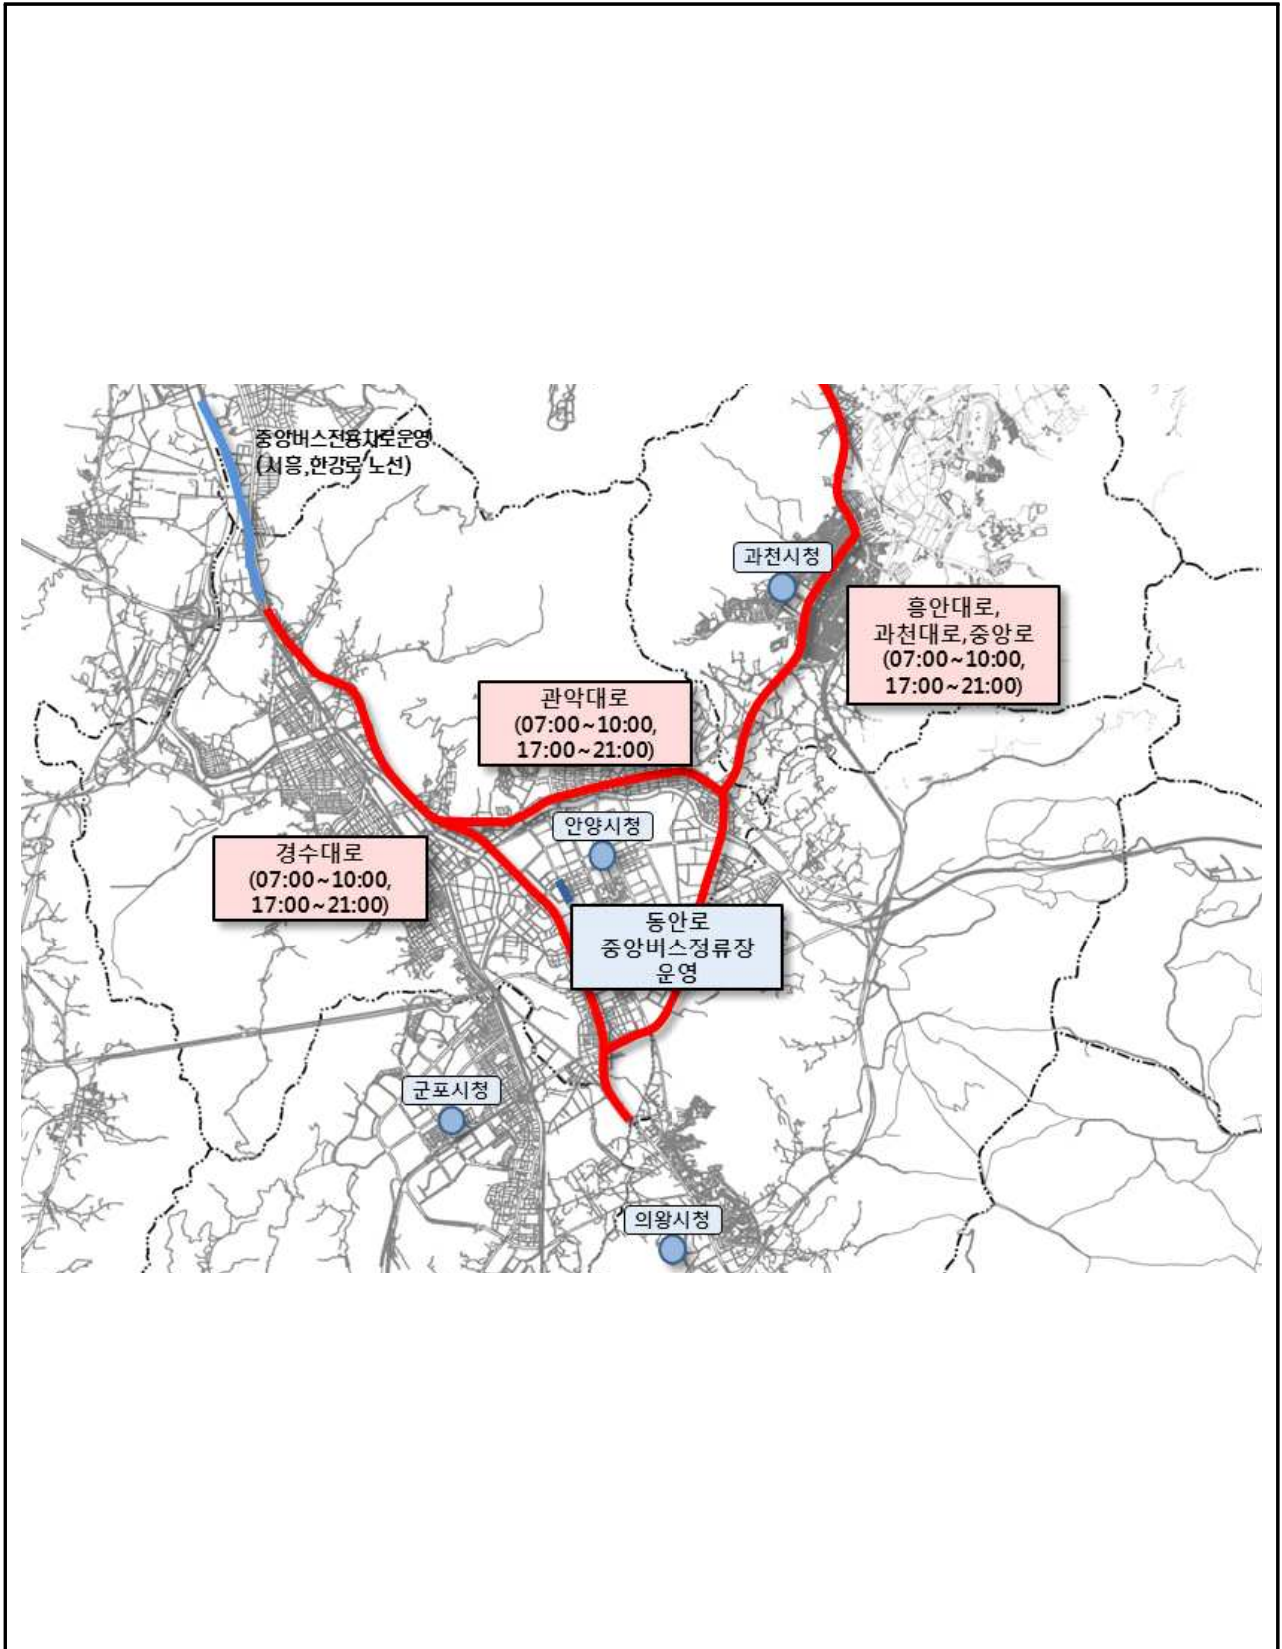 중앙버스전용차로운영
(시흥,한강로 노선)
과천시청
흥안대로,
과천대로,중앙로
(07:00~10:00,
17:00~21:00)
관악대로
(07:00~10:00,
17:00~21:00)
안양시청
경수대로
(07:00~10:00,
17:00~21:00)
동안로
중앙버스정류장
운영
군포시청
의왕시청